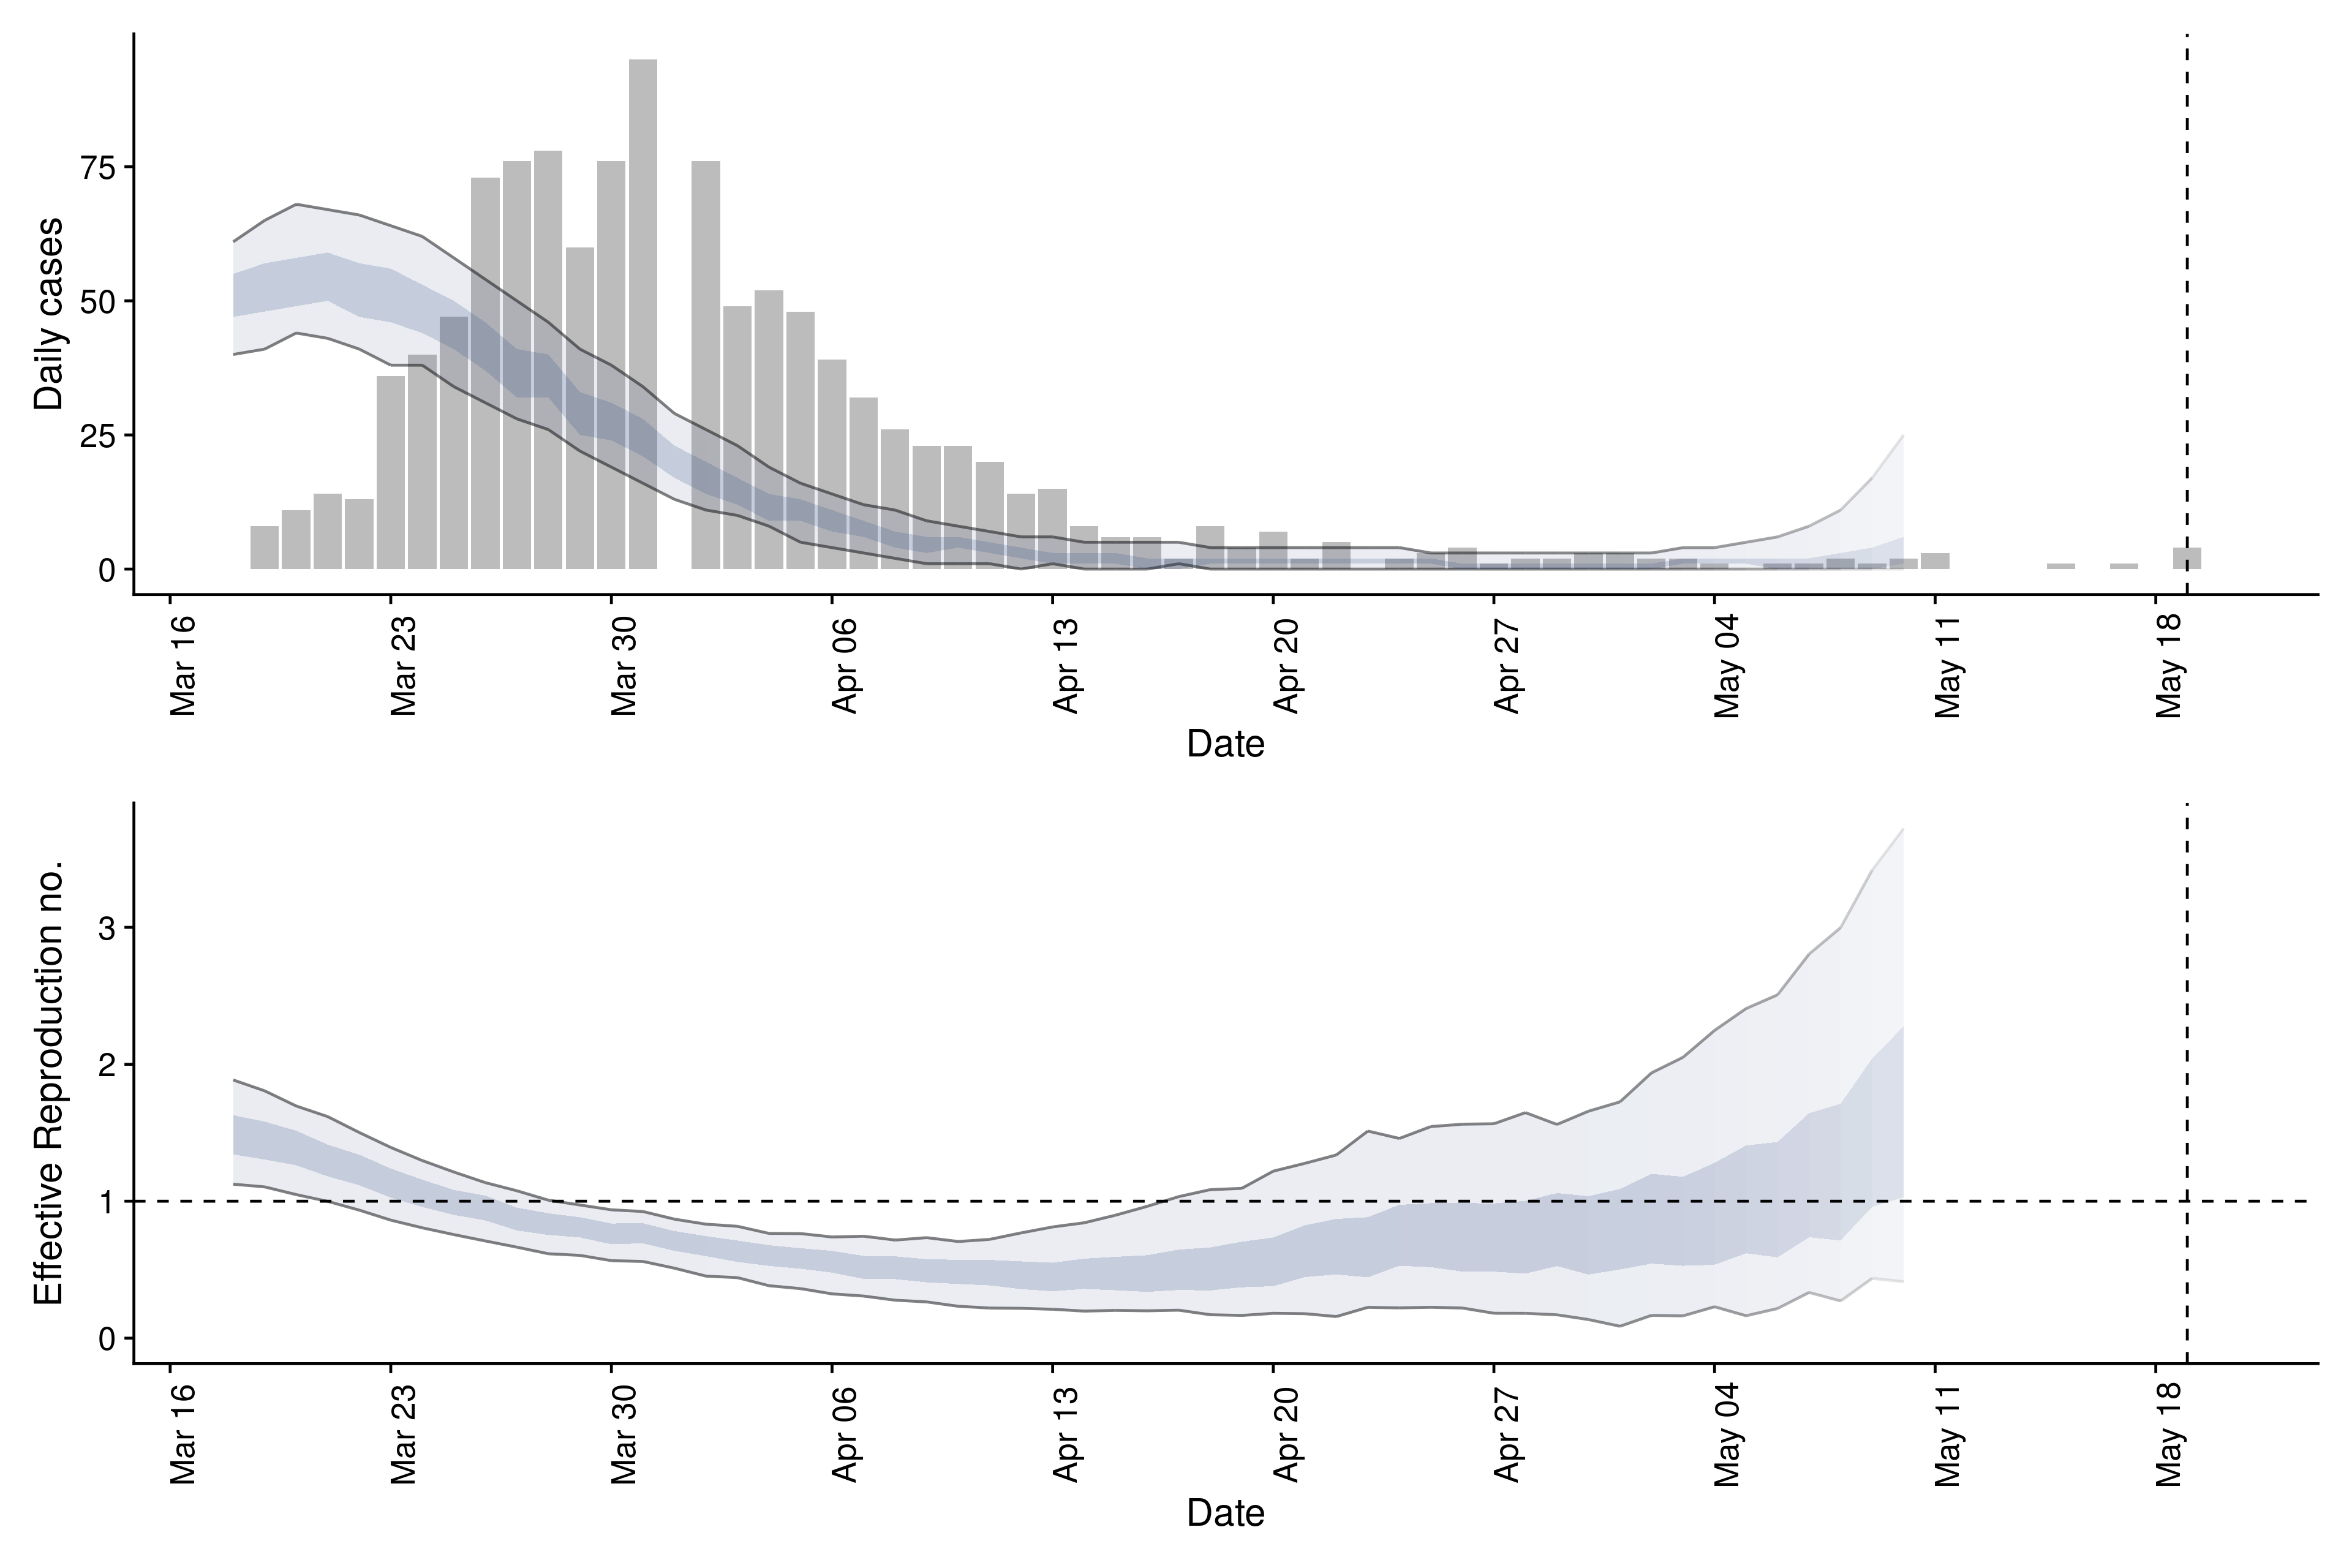 Daily cases
75
50
25
0
Mar 16
Mar 23
Mar 30
Apr 06
Apr 13
Apr 20
Apr 27
May 04
May 11
May 18
Date
Effective Reproduction no.
3
2
1
0
Mar 16
Mar 23
Mar 30
Apr 06
Apr 13
Apr 20
Apr 27
May 04
May 11
May 18
Date